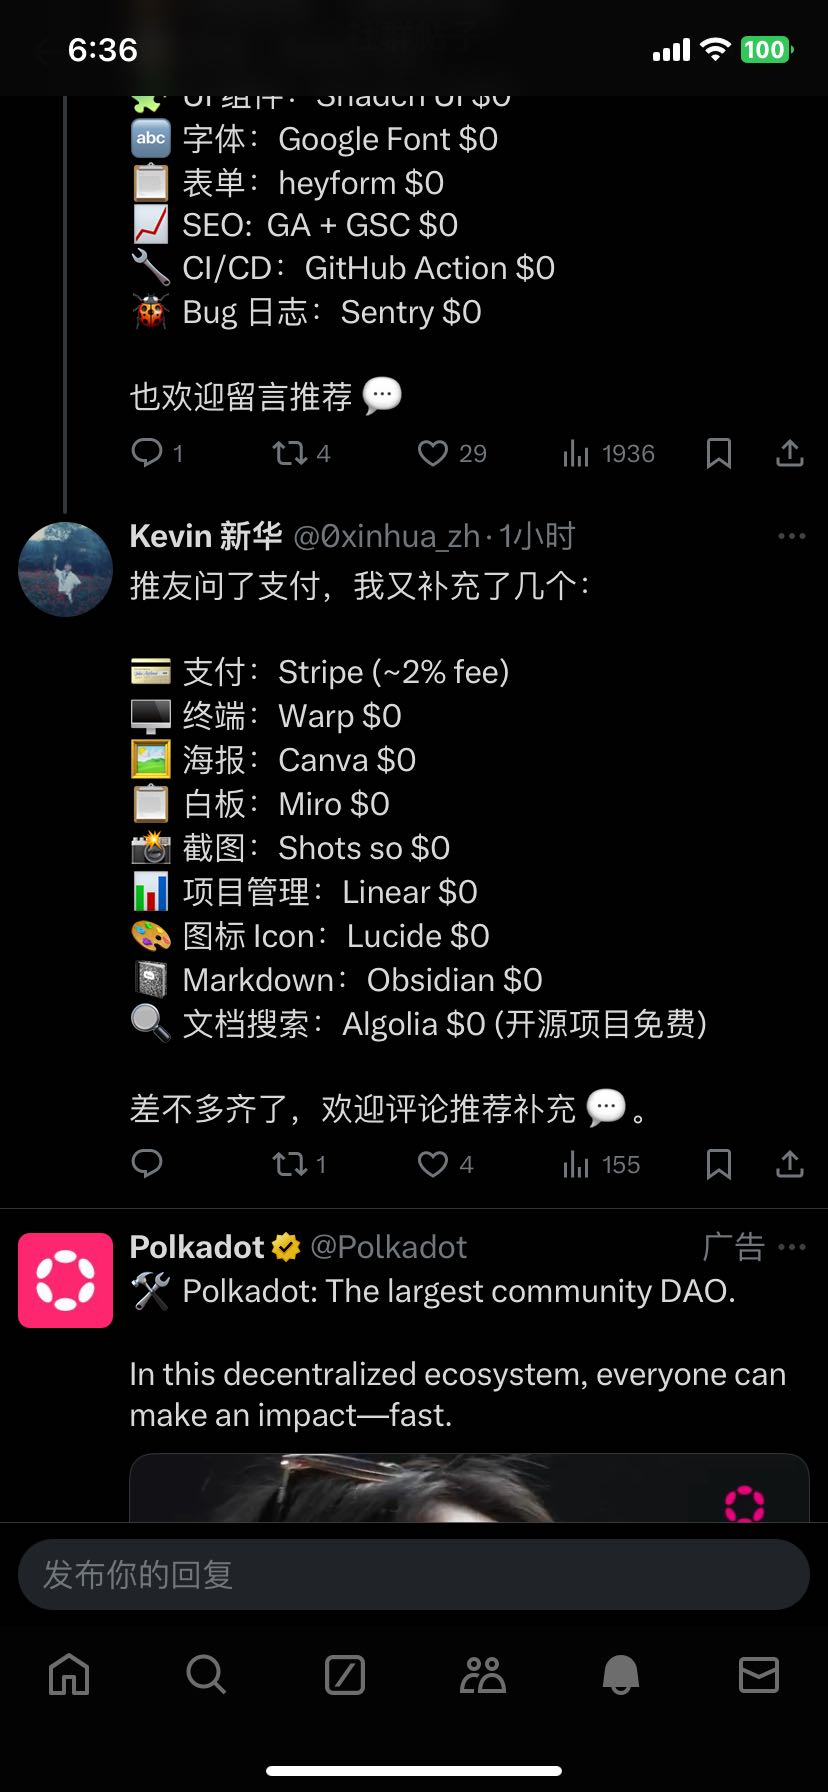 6:36
100
UI 组件：Shadcn UI $0
abc 字体：Google Font $0
表单：heyform $0
SEO: GA + GSC $0
CI/CD：GitHub Action $0
Bug 日志：Sentry $0
也欢迎留言推荐
1 4 29 1936
Kevin 新华 @0xinhua_zh · 1小时
推友问了支付，我又补充了几个：
支付：Stripe (~2% fee)
终端：Warp $0
海报：Canva $0
白板：Miro $0
截图：Shots so $0
项目管理：Linear $0
图标 Icon：Lucide $0
Markdown：Obsidian $0
文档搜索：Algolia $0 (开源项目免费)
差不多齐了，欢迎评论推荐补充 。
1 4 155
Polkadot @Polkadot 广告
Polkadot: The largest community DAO.
In this decentralized ecosystem, everyone can
make an impact—fast.
发布你的回复